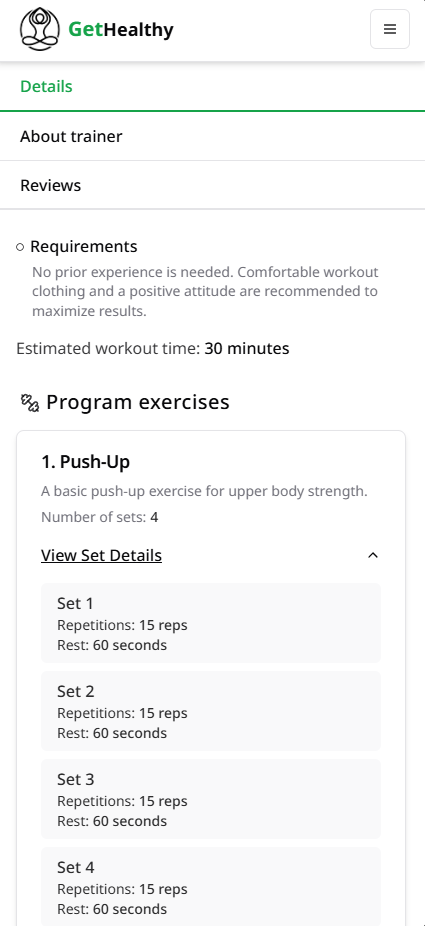 GetHealthy
Details
About trainer
Reviews
Requirements
No prior experience is needed. Comfortable workout
clothing and a positive attitude are recommended to
maximize results.
Estimated workout time: 30 minutes
Program exercises
1. Push-Up
A basic push-up exercise for upper body strength.
Number of sets: 4
View Set Details
Set 1
Repetitions: 15 reps
Rest: 60 seconds
Set 2
Repetitions: 15 reps
Rest: 60 seconds
Set 3
Repetitions: 15 reps
Rest: 60 seconds
Set 4
Repetitions: 15 reps
Rest: 60 seconds